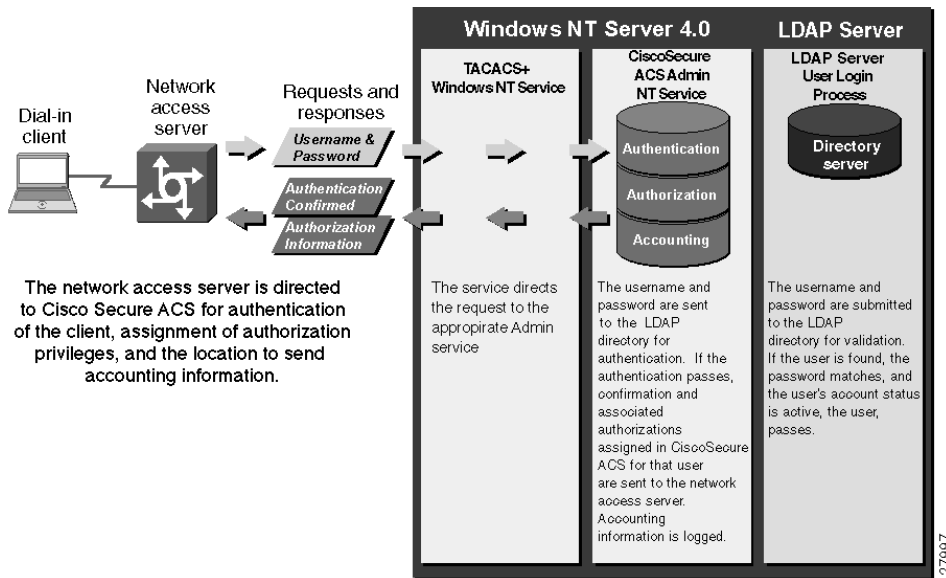 Windows NT Server 4.0
LDAP Server
Dial-in
client
Network
access
server
Requests and
responses
Username &
Password
Authentication
Confirmed
Authorization
Information
The network access server is directed
to Cisco Secure ACS for authentication
of the client, assignment of authorization
privileges, and the location to send
accounting information.
TACACS+
Windows NT Service
The service directs
the request to the
appropirate Admin
service
CiscoSecure
ACS Admin
NT Service
Authentication
Authorization
Accounting
The username and
password are sent
to the LDAP
directory for
authentication. If the
authentication passes,
confirmation and
associated
authorizations
assigned in CiscoSecure
ACS for that user
are sent to the network
access server.
Accounting
information is logged.
LDAP Server
User Login
Process
Directory
server
The username and
password are submitted
to the LDAP
directory for validation.
If the user is found, the
password matches, and
the user's account status
is active, the user,
passes.
27997